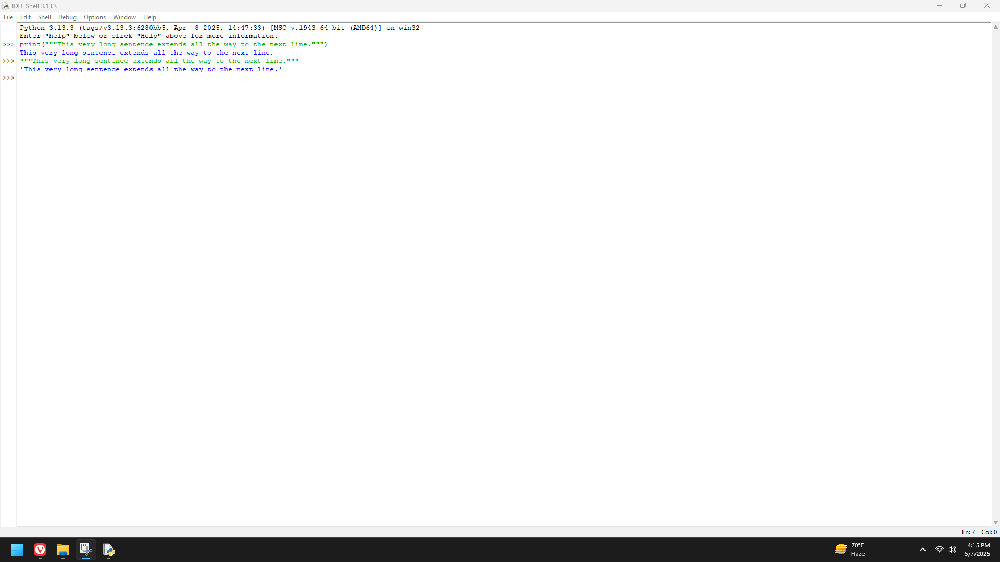 IDLE Shell 3.13.3
File Edit Shell Debug Options Window Help
Python 3.13.3 (tags/v3.13.3:6280bb5, Apr  8 2025, 14:47:33) [MSC v.1943 64 bit (AMD64)] on win32
Enter "help" below or click "Help" above for more information.
>>> print("""This very long sentence extends all the way to the next line.""")
This very long sentence extends all the way to the next line.
>>> """This very long sentence extends all the way to the next line."""
'This very long sentence extends all the way to the next line.'
>>>
Ln: 7 Col: 0
70°F
Haze
4:15 PM
5/7/2025